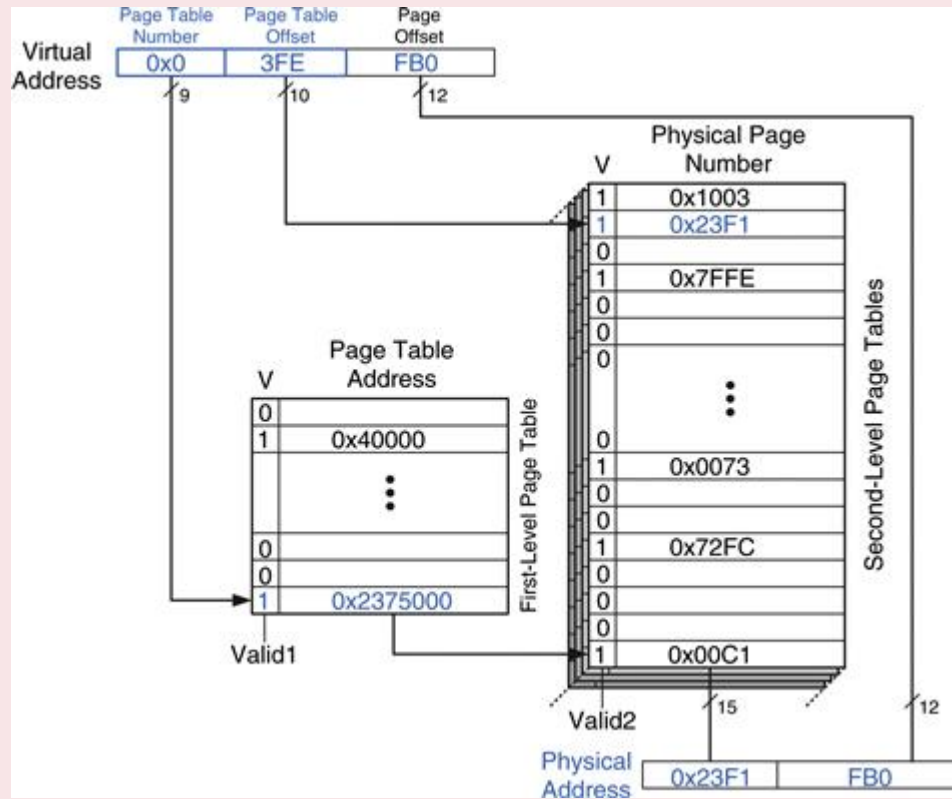 Page Table Number
Page Table Offset
Page Offset
Virtual Address
0x0 3FE FB0
9 10 12
Physical Page Number
V
1 0x1003
1 0x23F1
0
1 0x7FFE
0
0
0
0
1 0x0073
0
0
1 0x72FC
0
0
0
1 0x00C1
Second-Level Page Tables
Page Table Address
V
0
1 0x40000
0
0
1 0x2375000
First-Level Page Table
Valid1
Valid2
15 12
Physical Address
0x23F1 FB0